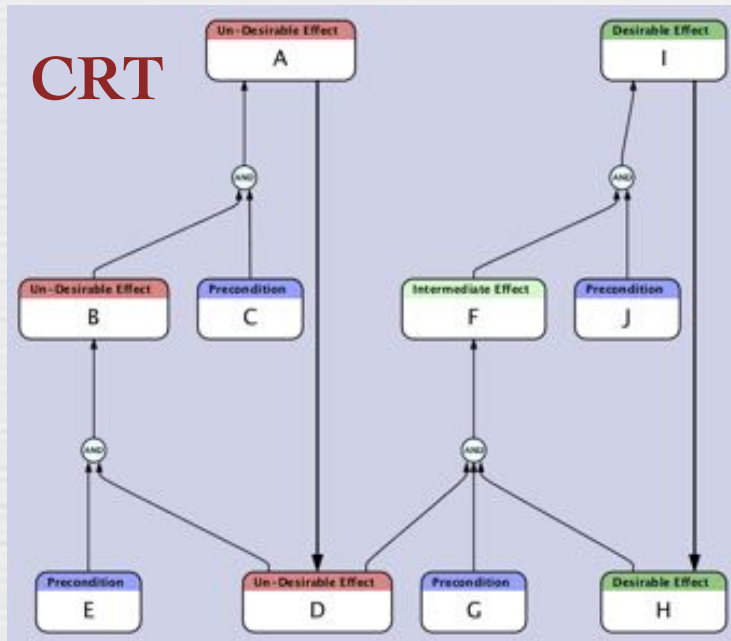 CRT
Un-Desirable Effect
A
Desirable Effect
I
AND
AND
Un-Desirable Effect
B
Precondition
C
Intermediate Effect
F
Precondition
J
AND
AND
Precondition
E
Un-Desirable Effect
D
Precondition
G
Desirable Effect
H